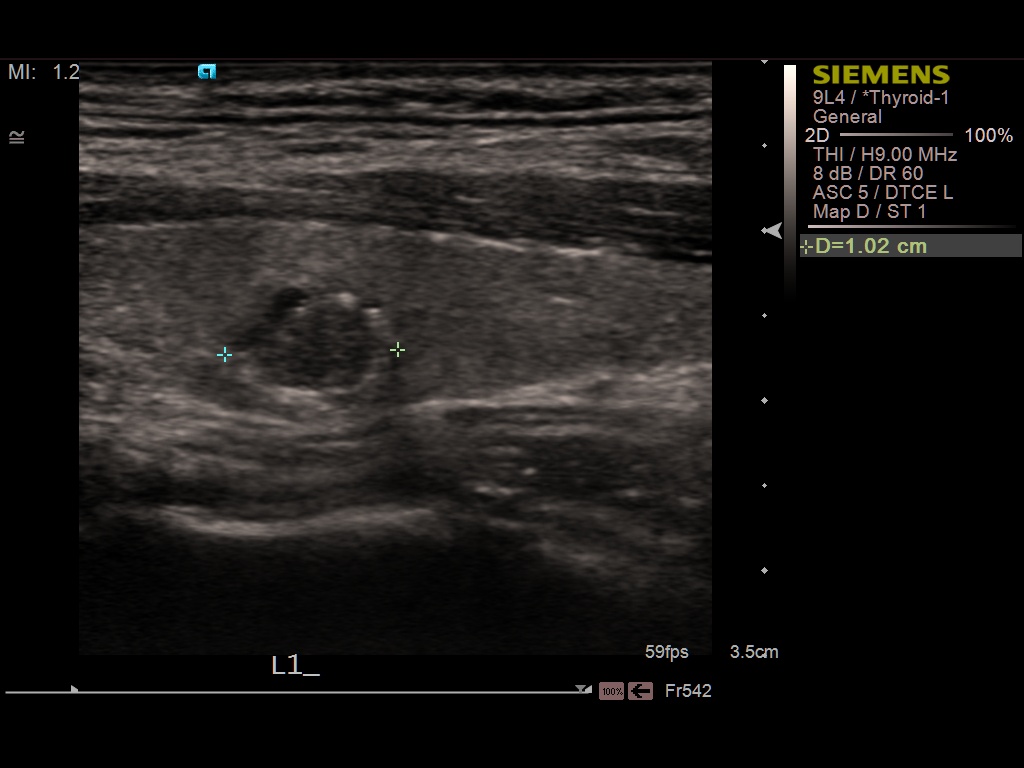 MI: 1.2
SIEMENS
9L4 / *Thyroid-1
General
2D 100%
THI / H9.00 MHz
8 dB / DR 60
ASC 5 / DTCE L
Map D / ST 1
D=1.02 cm
59fps 3.5cm
L1_
100% Fr542